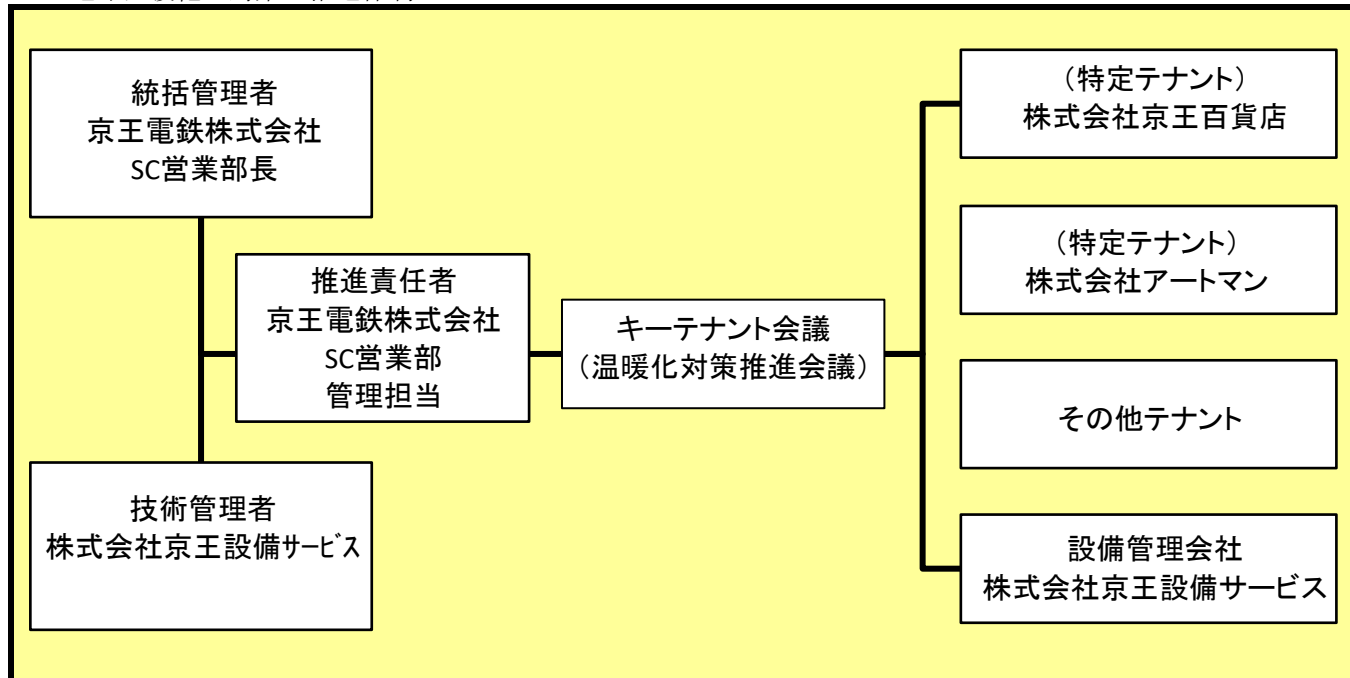 統括管理者
京王電鉄株式会社
SC営業部長
推進責任者
京王電鉄株式会社
SC営業部
管理担当
技術管理者
株式会社京王設備ｻｰﾋﾞｽ
キーテナント会議
（温暖化対策推進会議）
（特定テナント）
株式会社京王百貨店
（特定テナント）
株式会社アートマン
その他テナント
設備管理会社
株式会社京王設備サービス